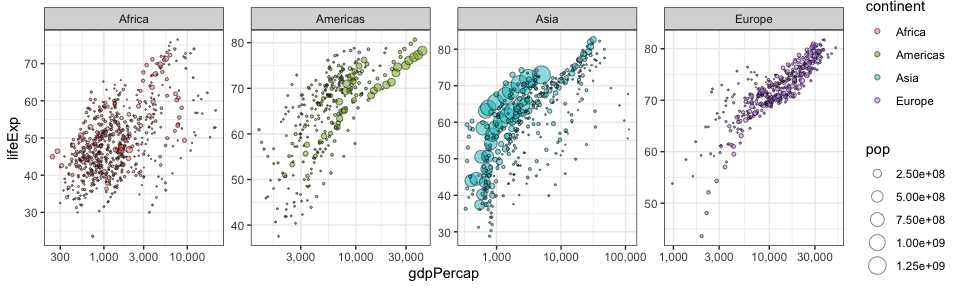 Africa
Americas
Asia
Europe
lifeExp
70
60
50
40
30
300
1,000
3,000
10,000
80
70
60
50
40
3,000
10,000
30,000
80
70
60
50
40
30
1,000
10,000
100,000
80
70
60
50
1,000
3,000
10,000
30,000
gdpPercap
continent
Africa
Americas
Asia
Europe
pop
2.50e+08
5.00e+08
7.50e+08
1.00e+09
1.25e+09